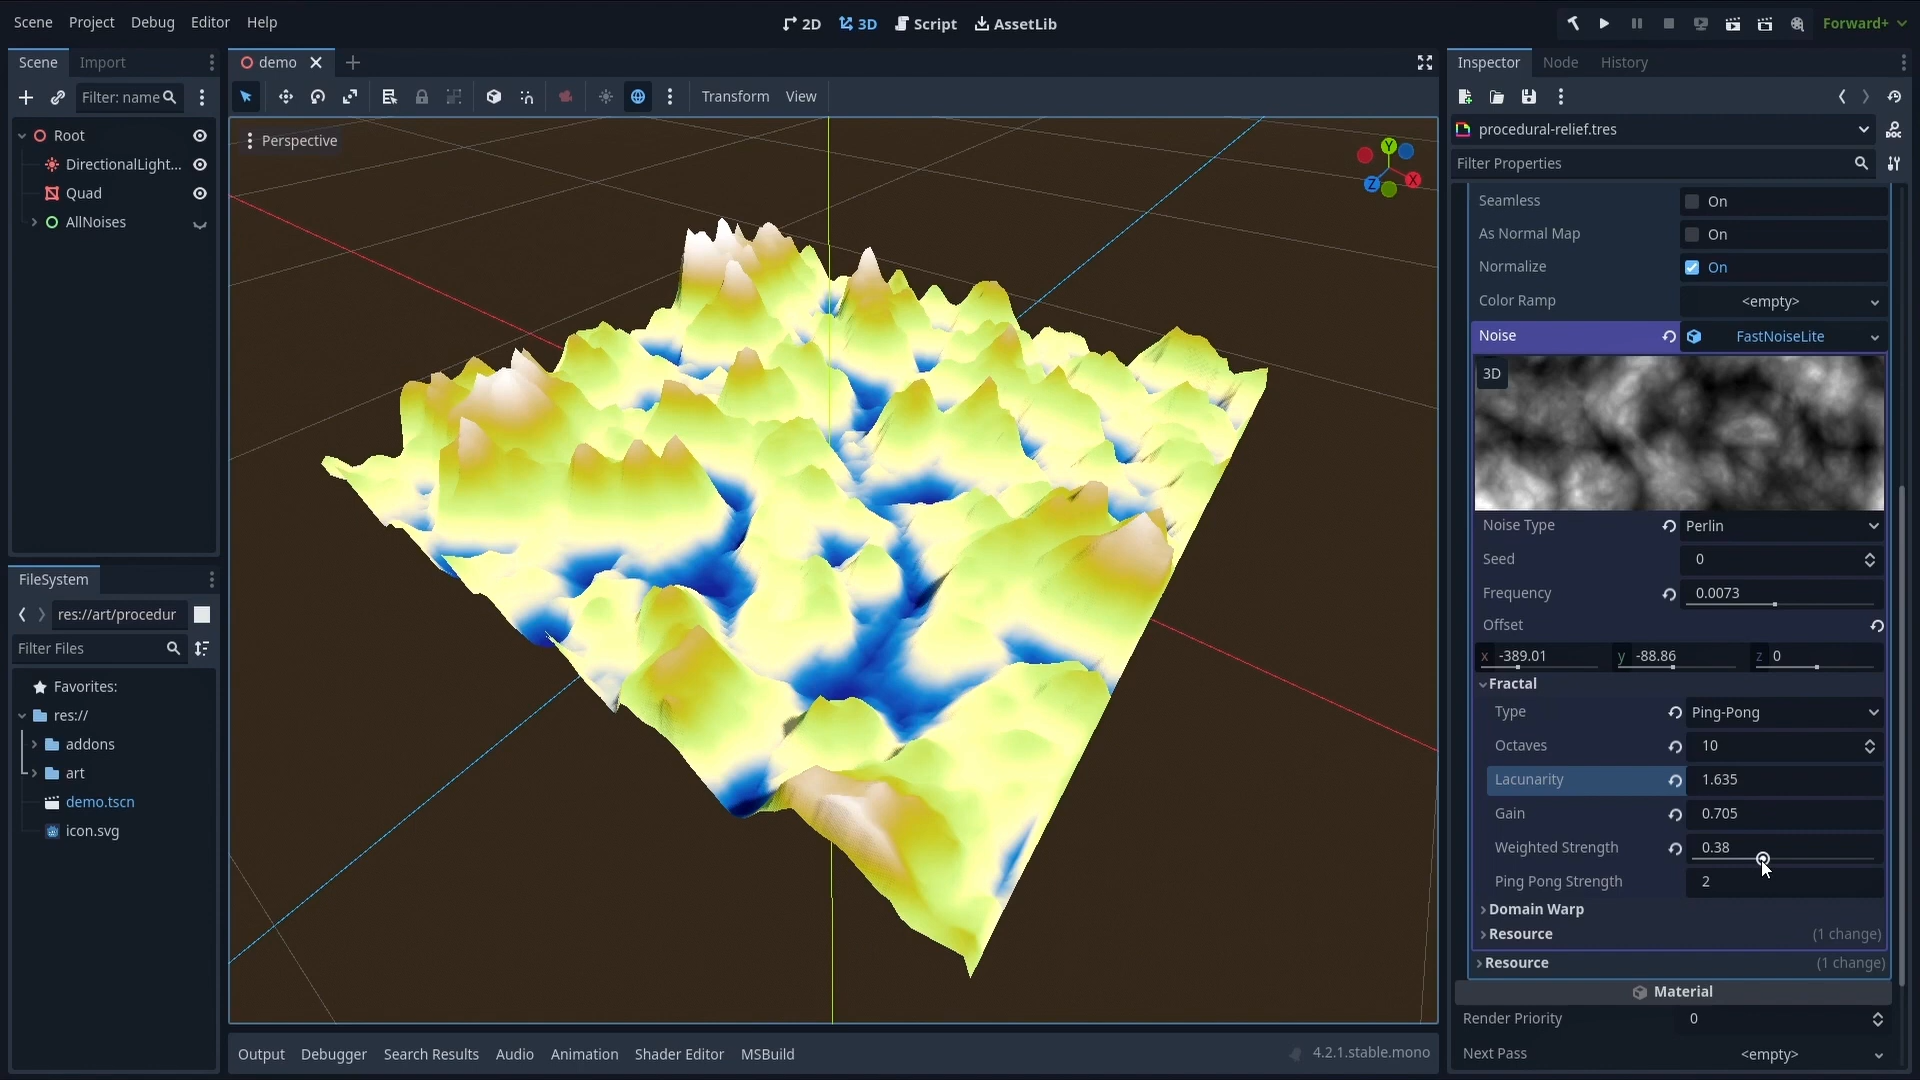 Scene Project Debug Editor Help
2D 3D Script AssetLib
Forward+
Scene Import
Filter: name
Root
DirectionalLight...
Quad
AllNoises
FileSystem
res://art/procedur
Filter Files
Favorites:
res://
addons
art
demo.tscn
icon.svg
demo
Transform View
Perspective
Y
X
Z
Output Debugger Search Results Audio Animation Shader Editor MSBuild
4.2.1.stable.mono
Inspector Node History
procedural-relief.tres
DOC
Filter Properties
Seamless On
As Normal Map On
Normalize On
Color Ramp <empty>
Noise FastNoiseLite
3D
Noise Type Perlin
Seed 0
Frequency 0.0073
Offset
x -389.01 y -88.86 z 0
Fractal
Type Ping-Pong
Octaves 10
Lacunarity 1.635
Gain 0.705
Weighted Strength 0.38
Ping Pong Strength 2
Domain Warp
Resource (1 change)
Resource (1 change)
Material
Render Priority 0
Next Pass <empty>